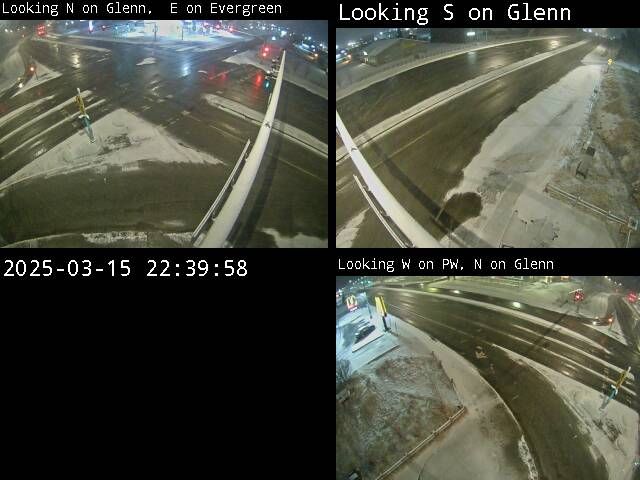 Looking N on Glenn,  E on Evergreen
Looking S on Glenn
2025-03-15 22:39:58
Looking W on PW, N on Glenn